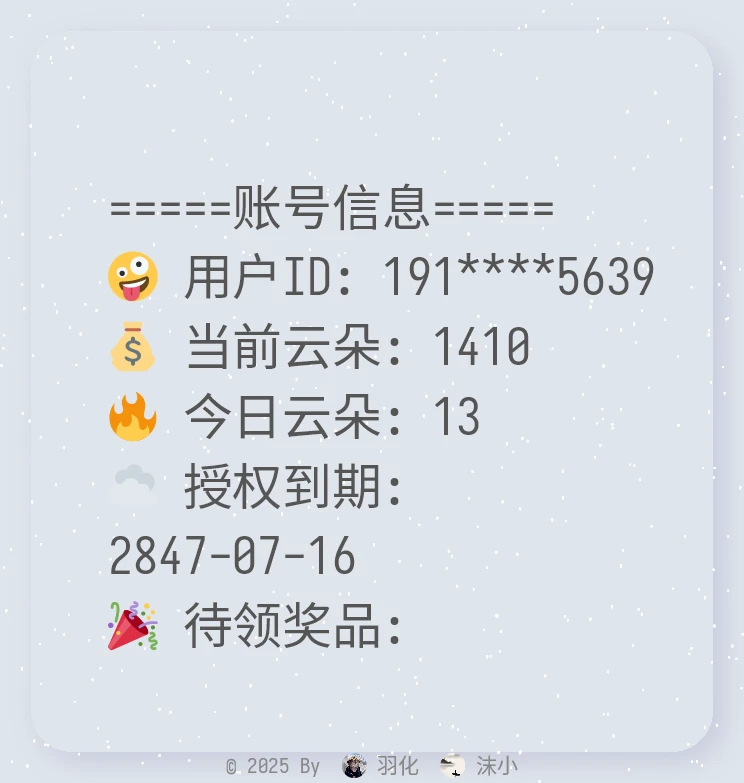 =====账号信息=====
🤪 用户ID: 191****5639
💰 当前云朵: 1410
🔥 今日云朵: 13
☁️ 授权到期:
2847-07-16
🎉 待领奖品:
© 2025 By 羽化 沫小